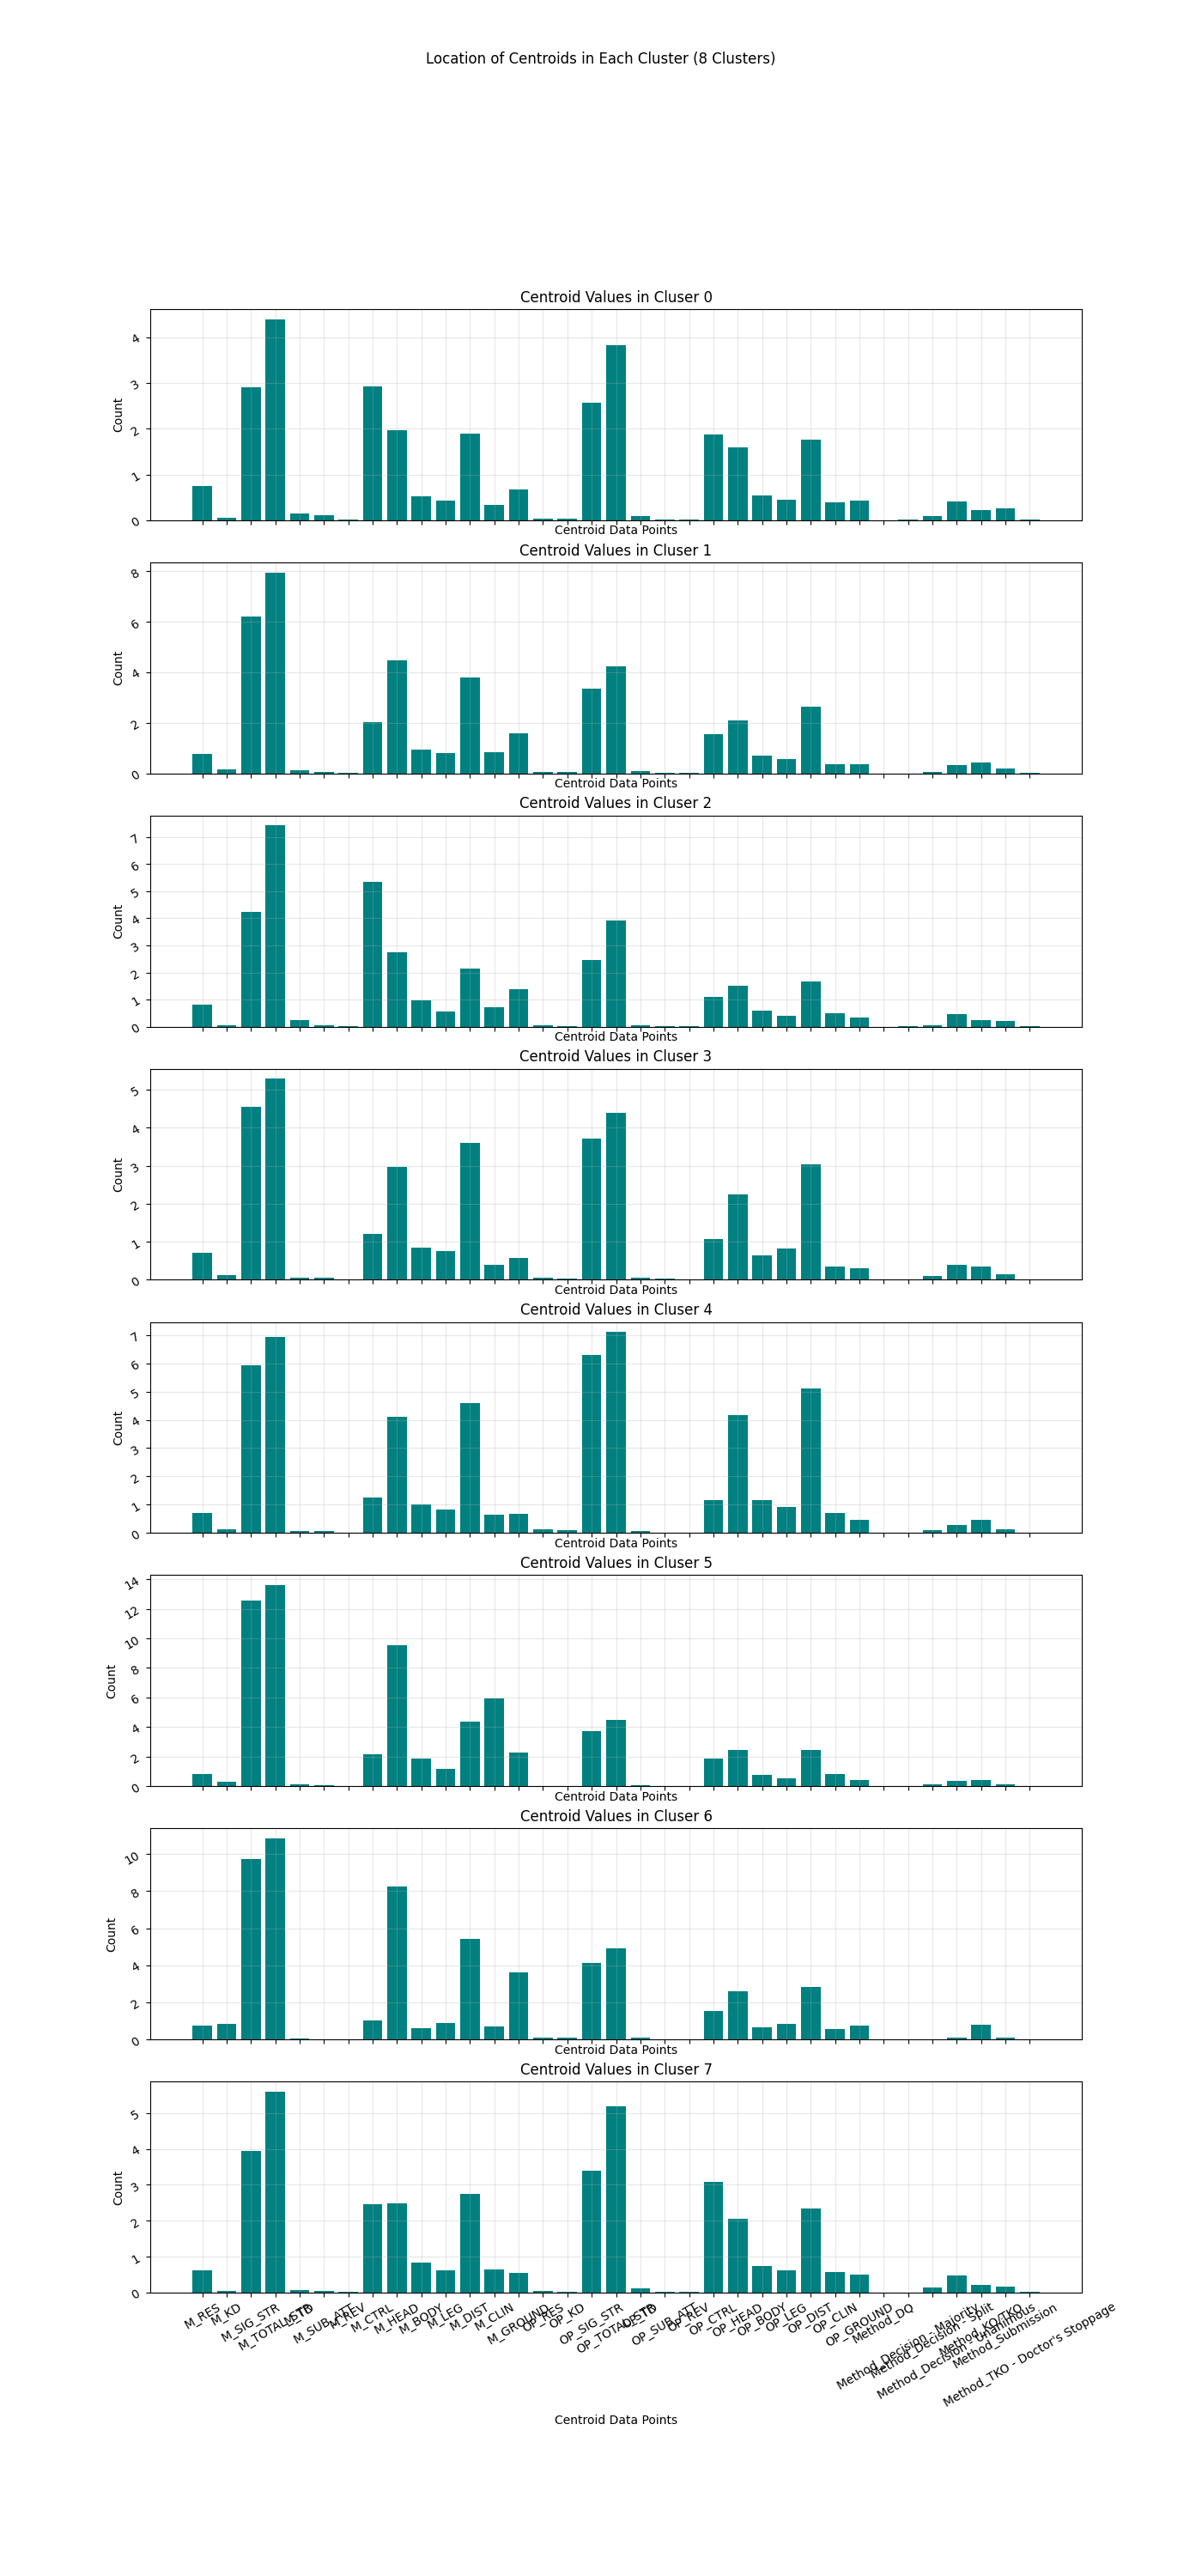 Location of Centroids in Each Cluster (8 Clusters)
Centroid Values in Cluser 0
4
3
2
1
0
Count
Centroid Data Points
Centroid Values in Cluser 1
8
6
4
2
0
Count
Centroid Data Points
Centroid Values in Cluser 2
7
6
5
4
3
2
1
0
Count
Centroid Data Points
Centroid Values in Cluser 3
5
4
3
2
1
0
Count
Centroid Data Points
Centroid Values in Cluser 4
7
6
5
4
3
2
1
0
Count
Centroid Data Points
Centroid Values in Cluser 5
14
12
10
8
6
4
2
0
Count
Centroid Data Points
Centroid Values in Cluser 6
10
8
6
4
2
0
Count
Centroid Data Points
Centroid Values in Cluser 7
5
4
3
2
1
0
Count
M_RES
M_KD
M_SIG_STR
M_TOTAL_STR
M_SUB_ATT
M_REV
M_CTRL
M_HEAD
M_BODY
M_LEG
M_DIST
M_CLIN
M_GROUND
OP_RES
OP_KD
OP_SIG_STR
OP_TOTAL_STR
OP_SUB_ATT
OP_REV
OP_CTRL
OP_HEAD
OP_BODY
OP_LEG
OP_DIST
OP_CLIN
OP_GROUND
Method_DQ
Method_Decision - Majority
Method_Decision - Split
Method_Decision - Unanimous
Method_KO/TKO
Method_Submission
Method_TKO - Doctor's Stoppage
Centroid Data Points